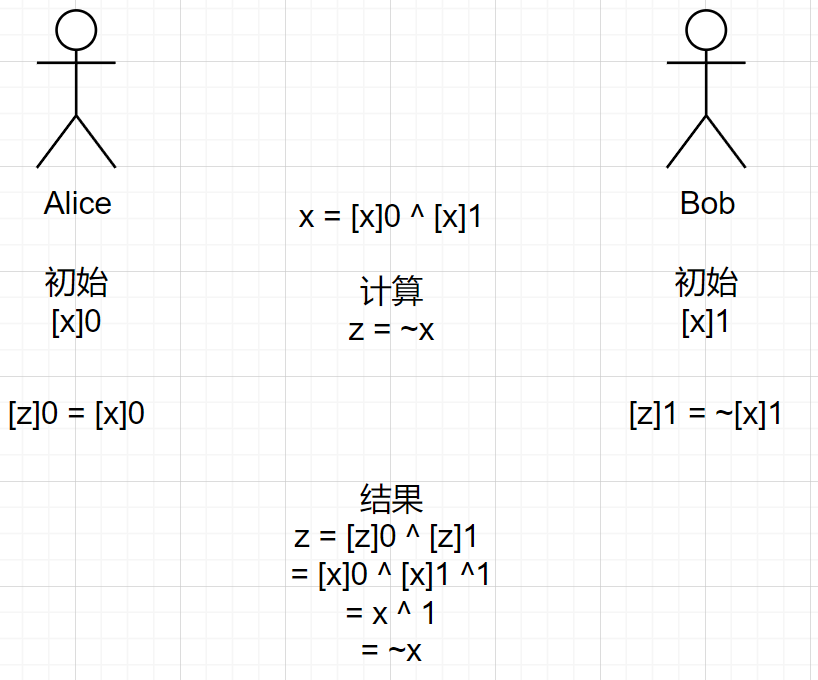 Alice
Bob
x = [x]0 ^ [x]1
初始
[x]0
计算
z = ~x
初始
[x]1
[z]0 = [x]0
[z]1 = ~[x]1
结果
z = [z]0 ^ [z]1
= [x]0 ^ [x]1 ^1
= x ^ 1
= ~x